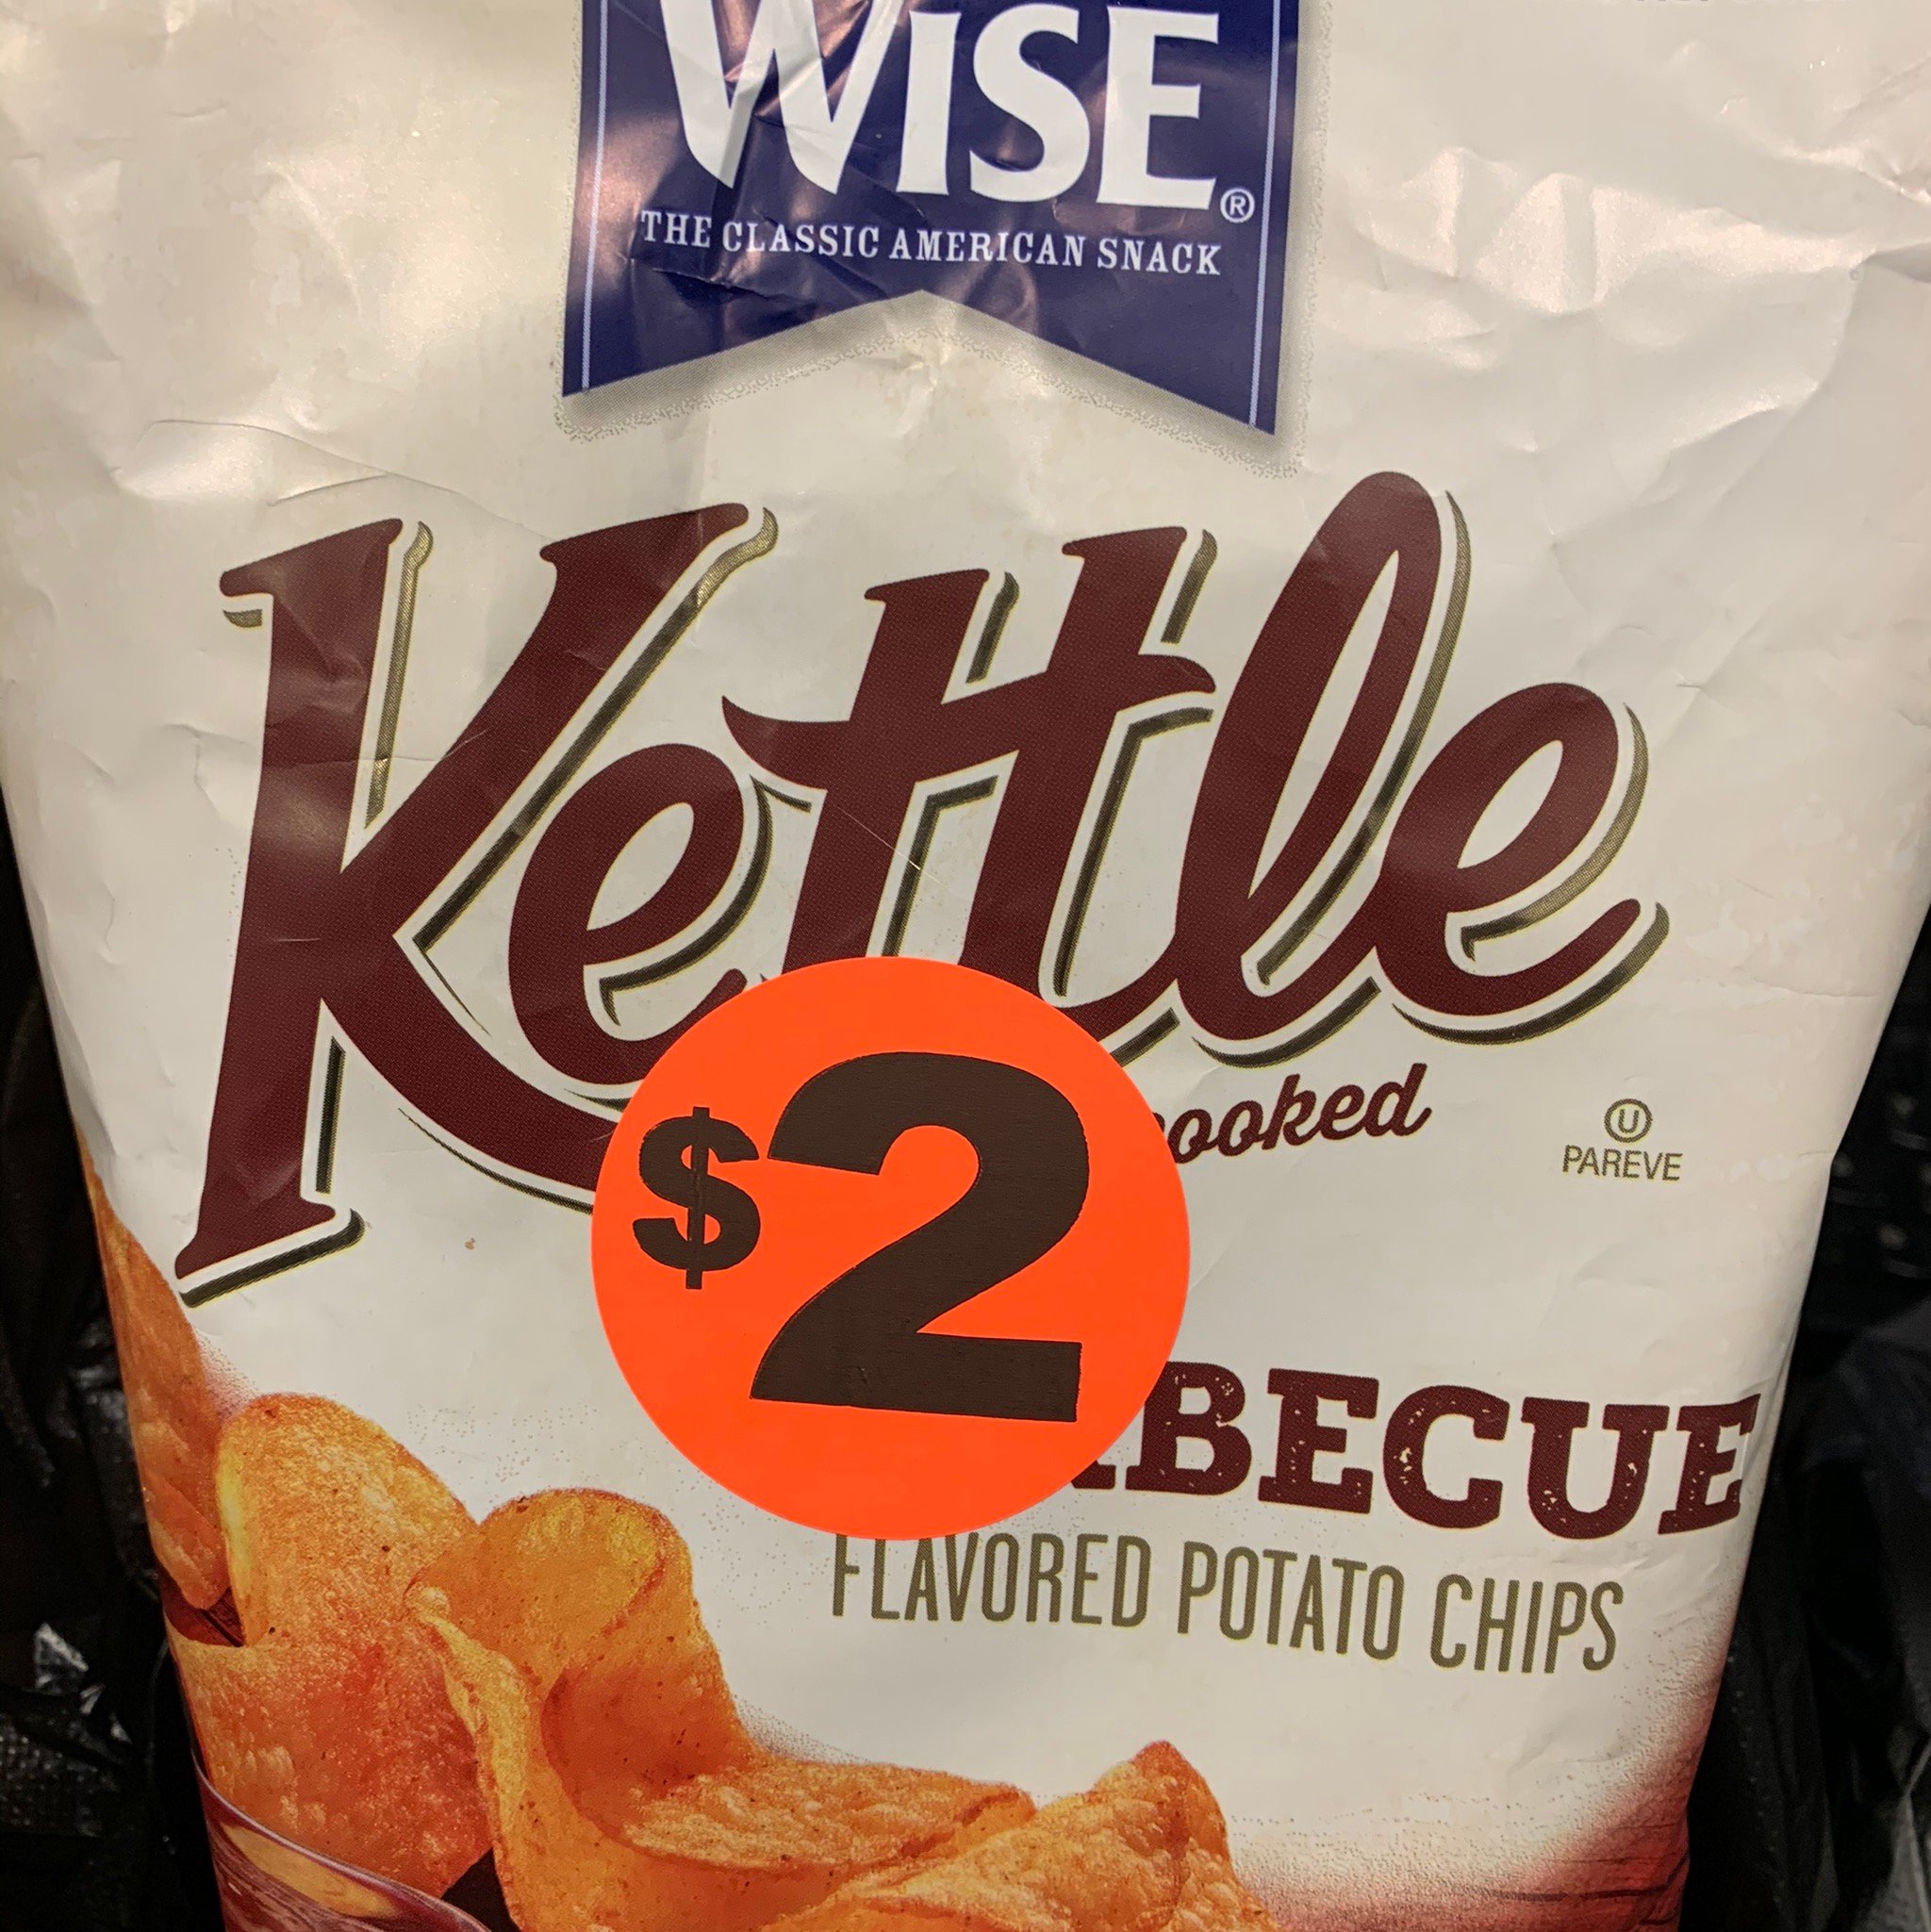 WISE®
THE CLASSIC AMERICAN SNACK
Kettle
ooked
U
PAREVE
$2
BECUE
FLAVORED POTATO CHIPS